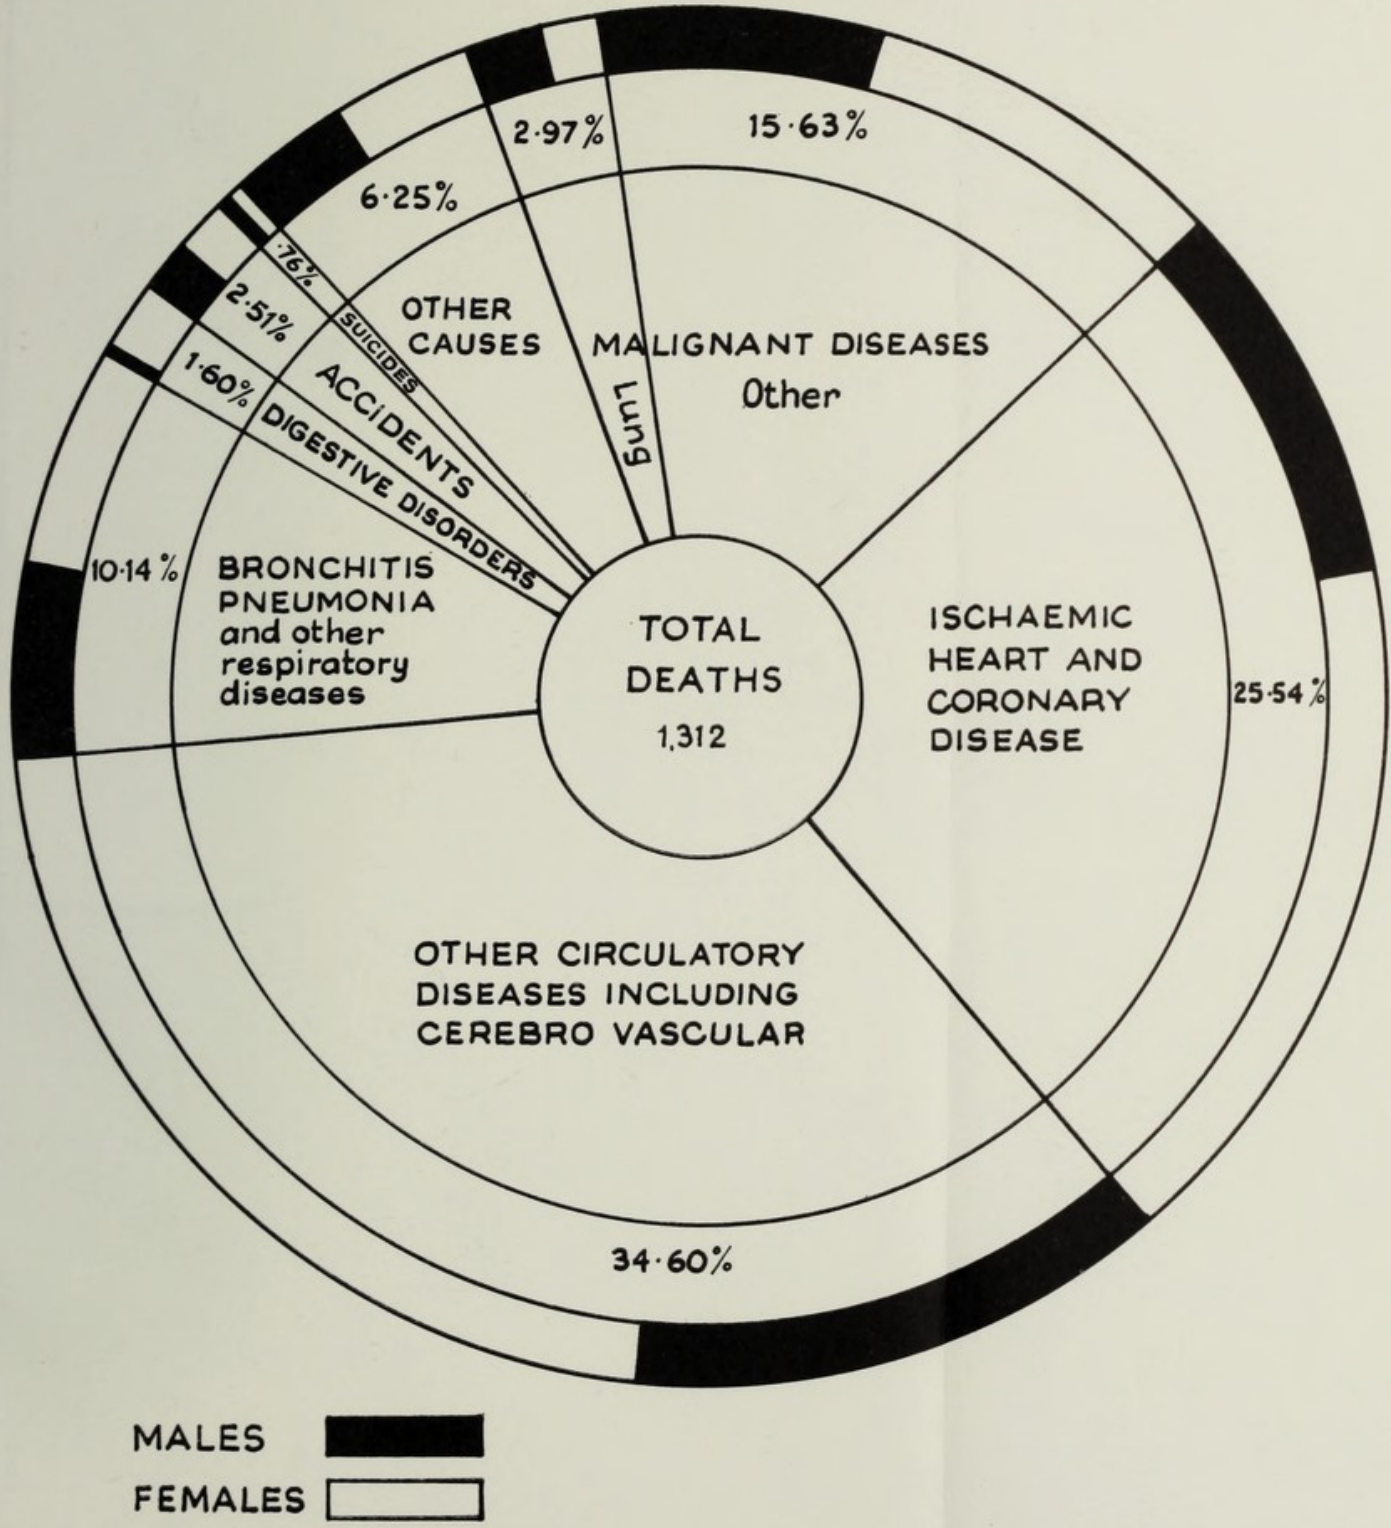 2·97%
15·63%
6·25%
·76%
2·51%
1·60%
10·14%
25·54%
34·60%
OTHER
CAUSES
SUICIDES
ACCIDENTS
DIGESTIVE DISORDERS
Lung
MALIGNANT DISEASES
Other
BRONCHITIS
PNEUMONIA
and other
respiratory
diseases
TOTAL
DEATHS
1,312
ISCHAEMIC
HEART AND
CORONARY
DISEASE
OTHER CIRCULATORY
DISEASES INCLUDING
CEREBRO VASCULAR
MALES
FEMALES